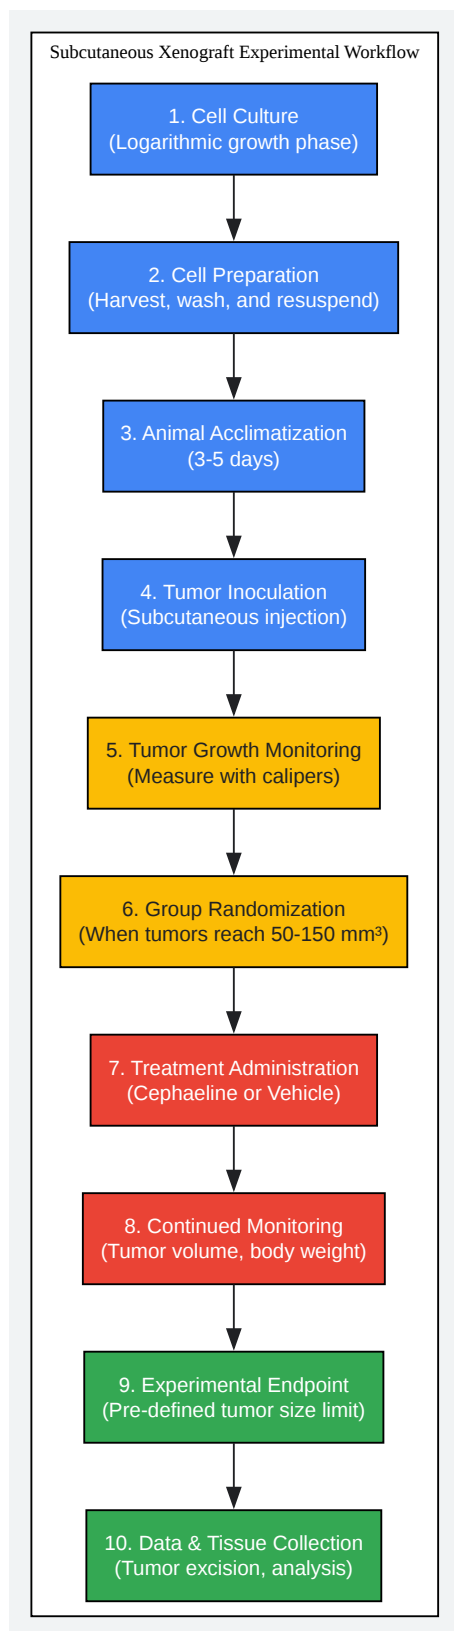 Subcutaneous Xenograft Experimental Workflow
1. Cell Culture
(Logarithmic growth phase)
2. Cell Preparation
(Harvest, wash, and resuspend)
3. Animal Acclimatization
(3-5 days)
4. Tumor Inoculation
(Subcutaneous injection)
5. Tumor Growth Monitoring
(Measure with calipers)
6. Group Randomization
(When tumors reach 50-150 mm³)
7. Treatment Administration
(Cephaeline or Vehicle)
8. Continued Monitoring
(Tumor volume, body weight)
9. Experimental Endpoint
(Pre-defined tumor size limit)
10. Data & Tissue Collection
(Tumor excision, analysis)